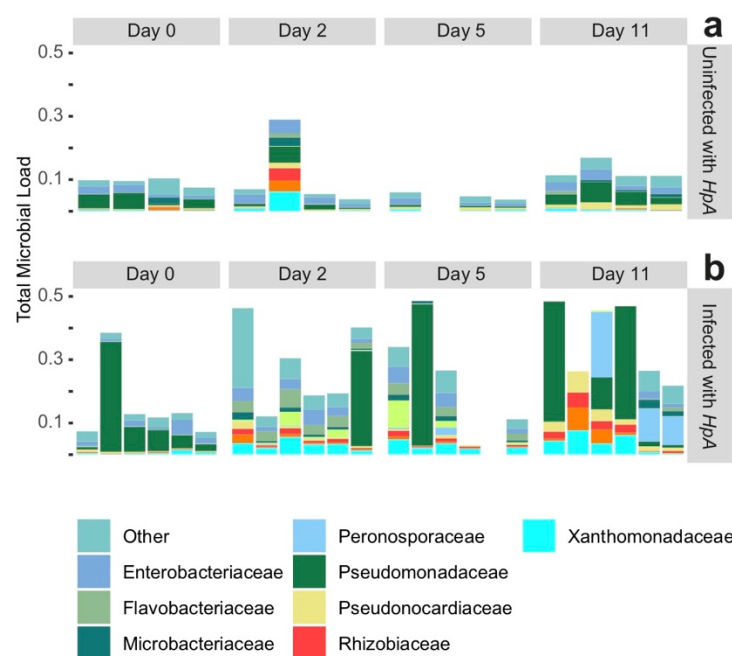 a
Day 0 Day 2 Day 5 Day 11
0.5
0.3
0.1
Uninfected with HpA
Total Microbial Load
b
Day 0 Day 2 Day 5 Day 11
0.5
0.3
0.1
Infected with HpA
Other Peronosporaceae Xanthomonadaceae
Enterobacteriaceae Pseudomonadaceae
Flavobacteriaceae Pseudonocardiaceae
Microbacteriaceae Rhizobiaceae